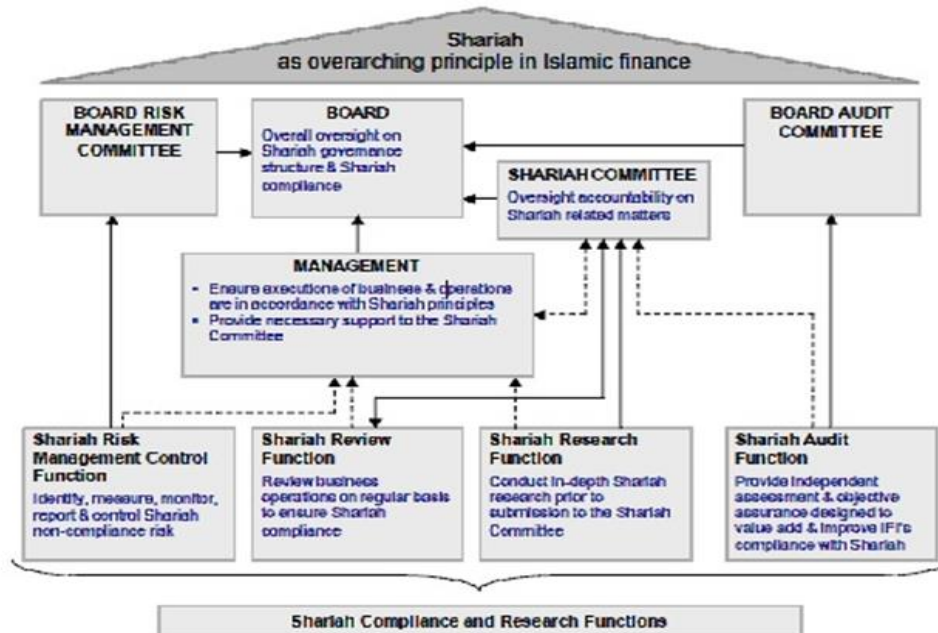 Shariah
as overarching principle in Islamic finance
BOARD RISK
MANAGEMENT
COMMITTEE
BOARD
Overall oversight on
Shariah governance
structure & Shariah
compliance
BOARD AUDIT
COMMITTEE
SHARIAH COMMITTEE
Oversight accountability on
Shariah related matters
MANAGEMENT
▪ Ensure executions of business & operations
are in accordance with Shariah principles
▪ Provide necessary support to the Shariah
Committee
Shariah Risk
Management Control
Function
Identify, measure, monitor,
report & control Shariah
non-compliance risk
Shariah Review
Function
Review business
operations on regular basis
to ensure Shariah
compliance
Shariah Research
Function
Conduct in-depth Shariah
research prior to
submission to the Shariah
Committee
Shariah Audit
Function
Provide independent
assessment & objective
assurance designed to
value add & improve IFI's
compliance with Shariah
Shariah Compliance and Research Functions